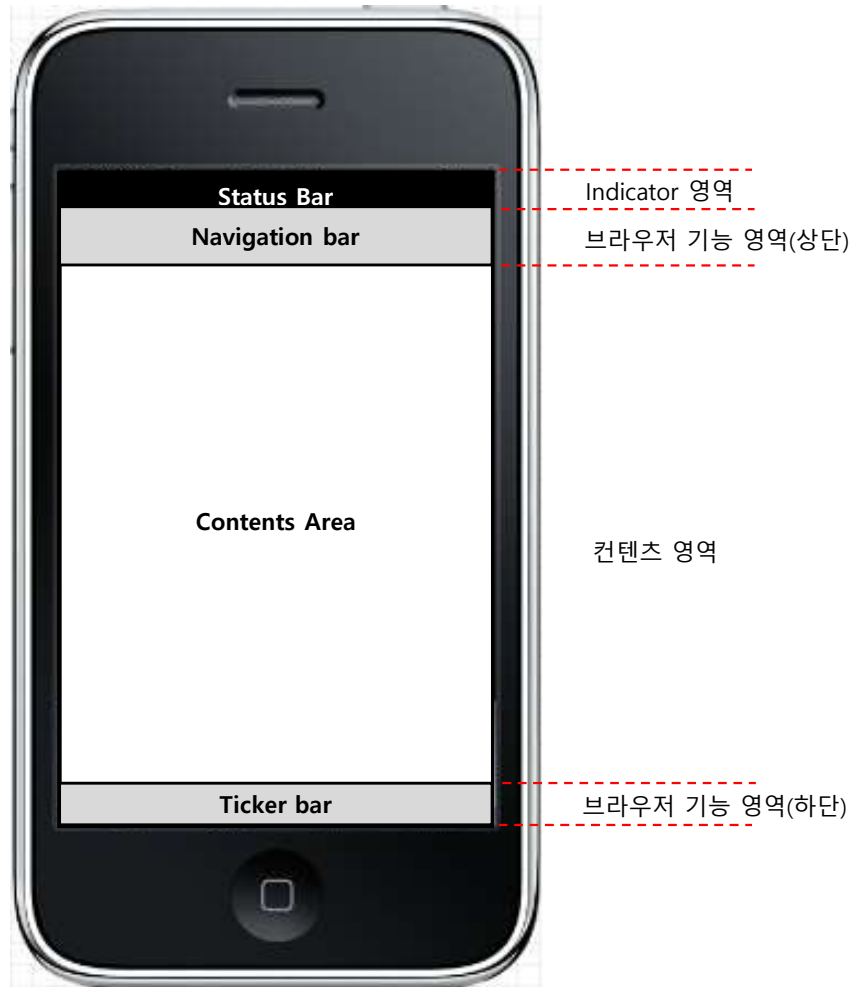 Status Bar
Indicator 영역
Navigation bar
브라우저 기능 영역(상단)
Contents Area
컨텐츠 영역
Ticker bar
브라우저 기능 영역(하단)